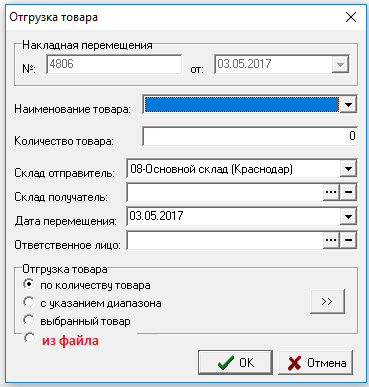 Отгрузка товара
Накладная перемещения
№: 4806 от: 03.05.2017
Наименование товара:
Количество товара: 0
Склад отправитель: 08-Основной склад (Краснодар)
Склад получатель:
Дата перемещения: 03.05.2017
Ответственное лицо:
Отгрузка товара
по количеству товара
с указанием диапазона
>>
выбранный товар
из файла
OK Отмена